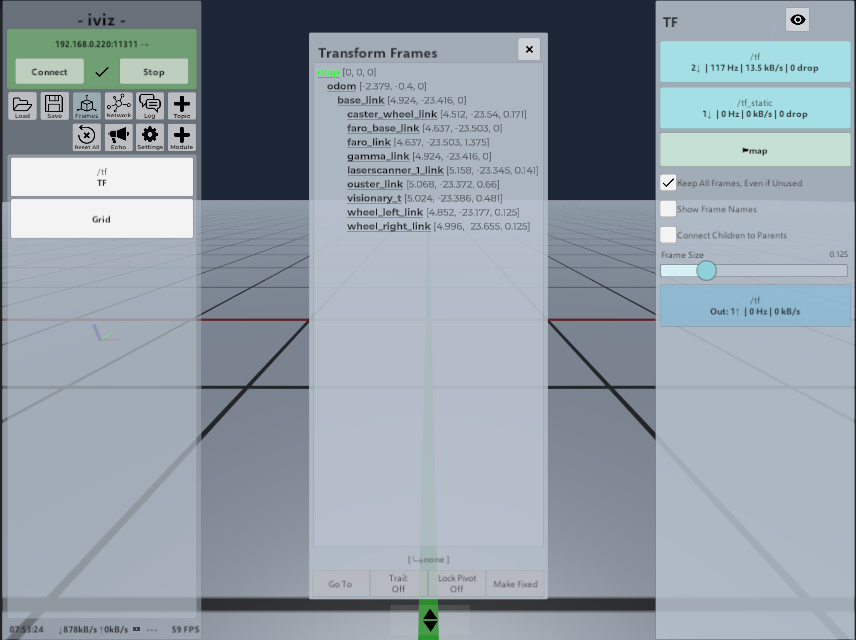 - iviz -
192.168.0.220:11311 →
Connect
Stop
Load
Save
Frames
Network
Log
Topic
Reset All
Echo
Settings
Module
/tf
TF
Grid
07:53:24
↓878kB/s ↑0kB/s
---
59 FPS
Transform Frames
map [0, 0, 0]
odom [-2.379, -0.4, 0]
base_link [4.924, -23.416, 0]
caster_wheel_link [4.512, -23.54, 0.171]
faro_base_link [4.637, -23.503, 0]
faro_link [4.637, -23.503, 1.375]
gamma_link [4.924, -23.416, 0]
laserscanner_1_link [5.158, -23.345, 0.141]
ouster_link [5.068, -23.372, 0.66]
visionary_t [5.024, -23.386, 0.481]
wheel_left_link [4.852, -23.177, 0.125]
wheel_right_link [4.996, 23.655, 0.125]
[ ↳none ]
Go To
Trail:
Off
Lock Pivot
Off
Make Fixed
TF
/tf
2↓ | 117 Hz | 13.5 kB/s | 0 drop
/tf_static
1↓ | 0 Hz | 0 kB/s | 0 drop
map
Keep All Frames, Even if Unused
Show Frame Names
Connect Children to Parents
Frame Size
0.125
/tf
Out: 1↑ | 0 Hz | 0 kB/s